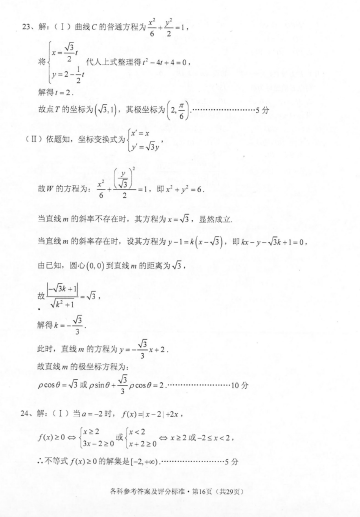 23、解:(Ⅰ)曲线C的普通方程为 x²/6 + y²/2 = 1,
将 { x = (√3/2)t, y = 2 − (1/2)t 代人上式整理得 t² − 4t + 4 = 0,
解得 t = 2.
故点T的坐标为(√3,1),其极坐标为(2, π/6).……………………5分
(Ⅱ)依题知,坐标变换式为 { x′ = x, y′ = √3y ,
故W的方程为:x²/6 + (y/√3)²/2 = 1,即 x² + y² = 6.
当直线m的斜率不存在时,其方程为 x = √3,显然成立.
当直线m的斜率存在时,设其方程为 y − 1 = k(x − √3),即 kx − y − √3k + 1 = 0,
由已知,圆心(0,0)到直线m的距离为√3,
故 |−√3k + 1| / √(k² + 1) = √3,
解得 k = −√3/3.
此时,直线m的方程为 y = −(√3/3)x + 2.
故直线m的极坐标方程为:
ρcosθ = √3 或 ρsinθ + (√3/3)ρcosθ = 2.……………………10分
24、解:(Ⅰ)当 a = −2 时,f(x) = |x − 2| + 2x,
f(x) ≥ 0 ⇔ { x ≥ 2, 3x − 2 ≥ 0 或 { x < 2, x + 2 ≥ 0 ⇔ x ≥ 2 或 −2 ≤ x < 2,
∴不等式 f(x) ≥ 0 的解集是[−2,+∞).……………………5分
各科参考答案及评分标准·第16页(共29页)